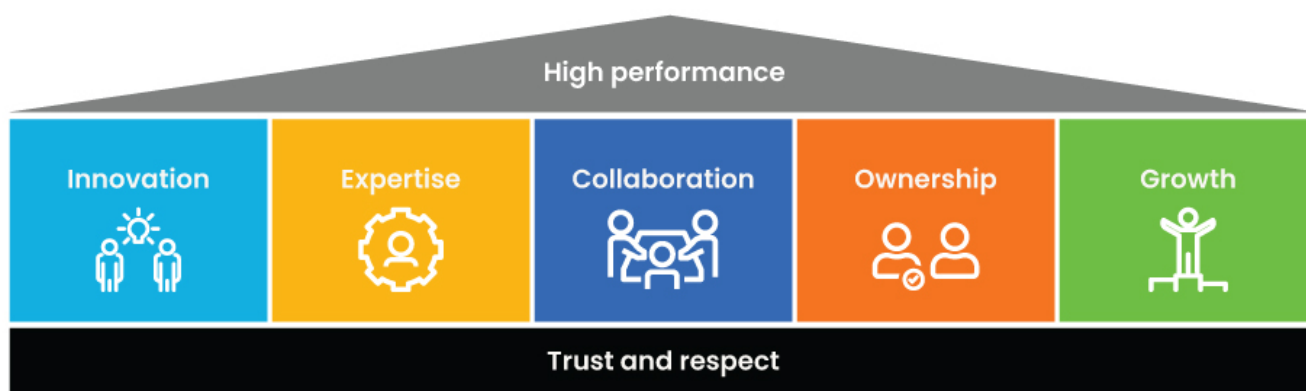 High performance
Innovation
Expertise
Collaboration
Ownership
Growth
Trust and respect